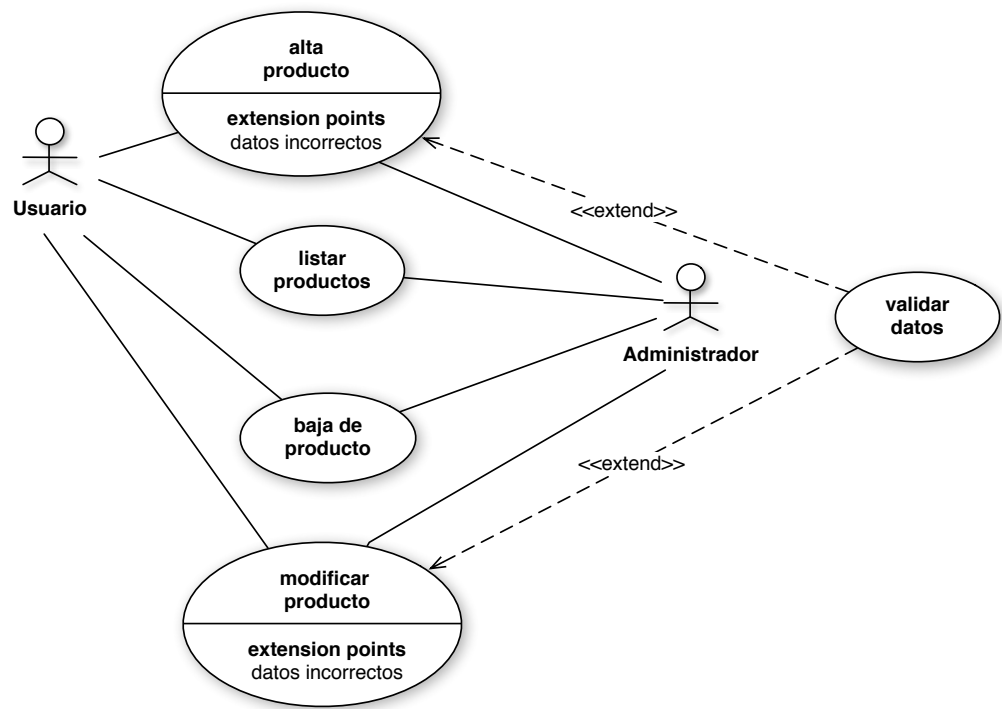 alta
producto
extension points
datos incorrectos
Usuario
<<extend>>
listar
productos
validar
datos
Administrador
baja de
producto
<<extend>>
modificar
producto
extension points
datos incorrectos